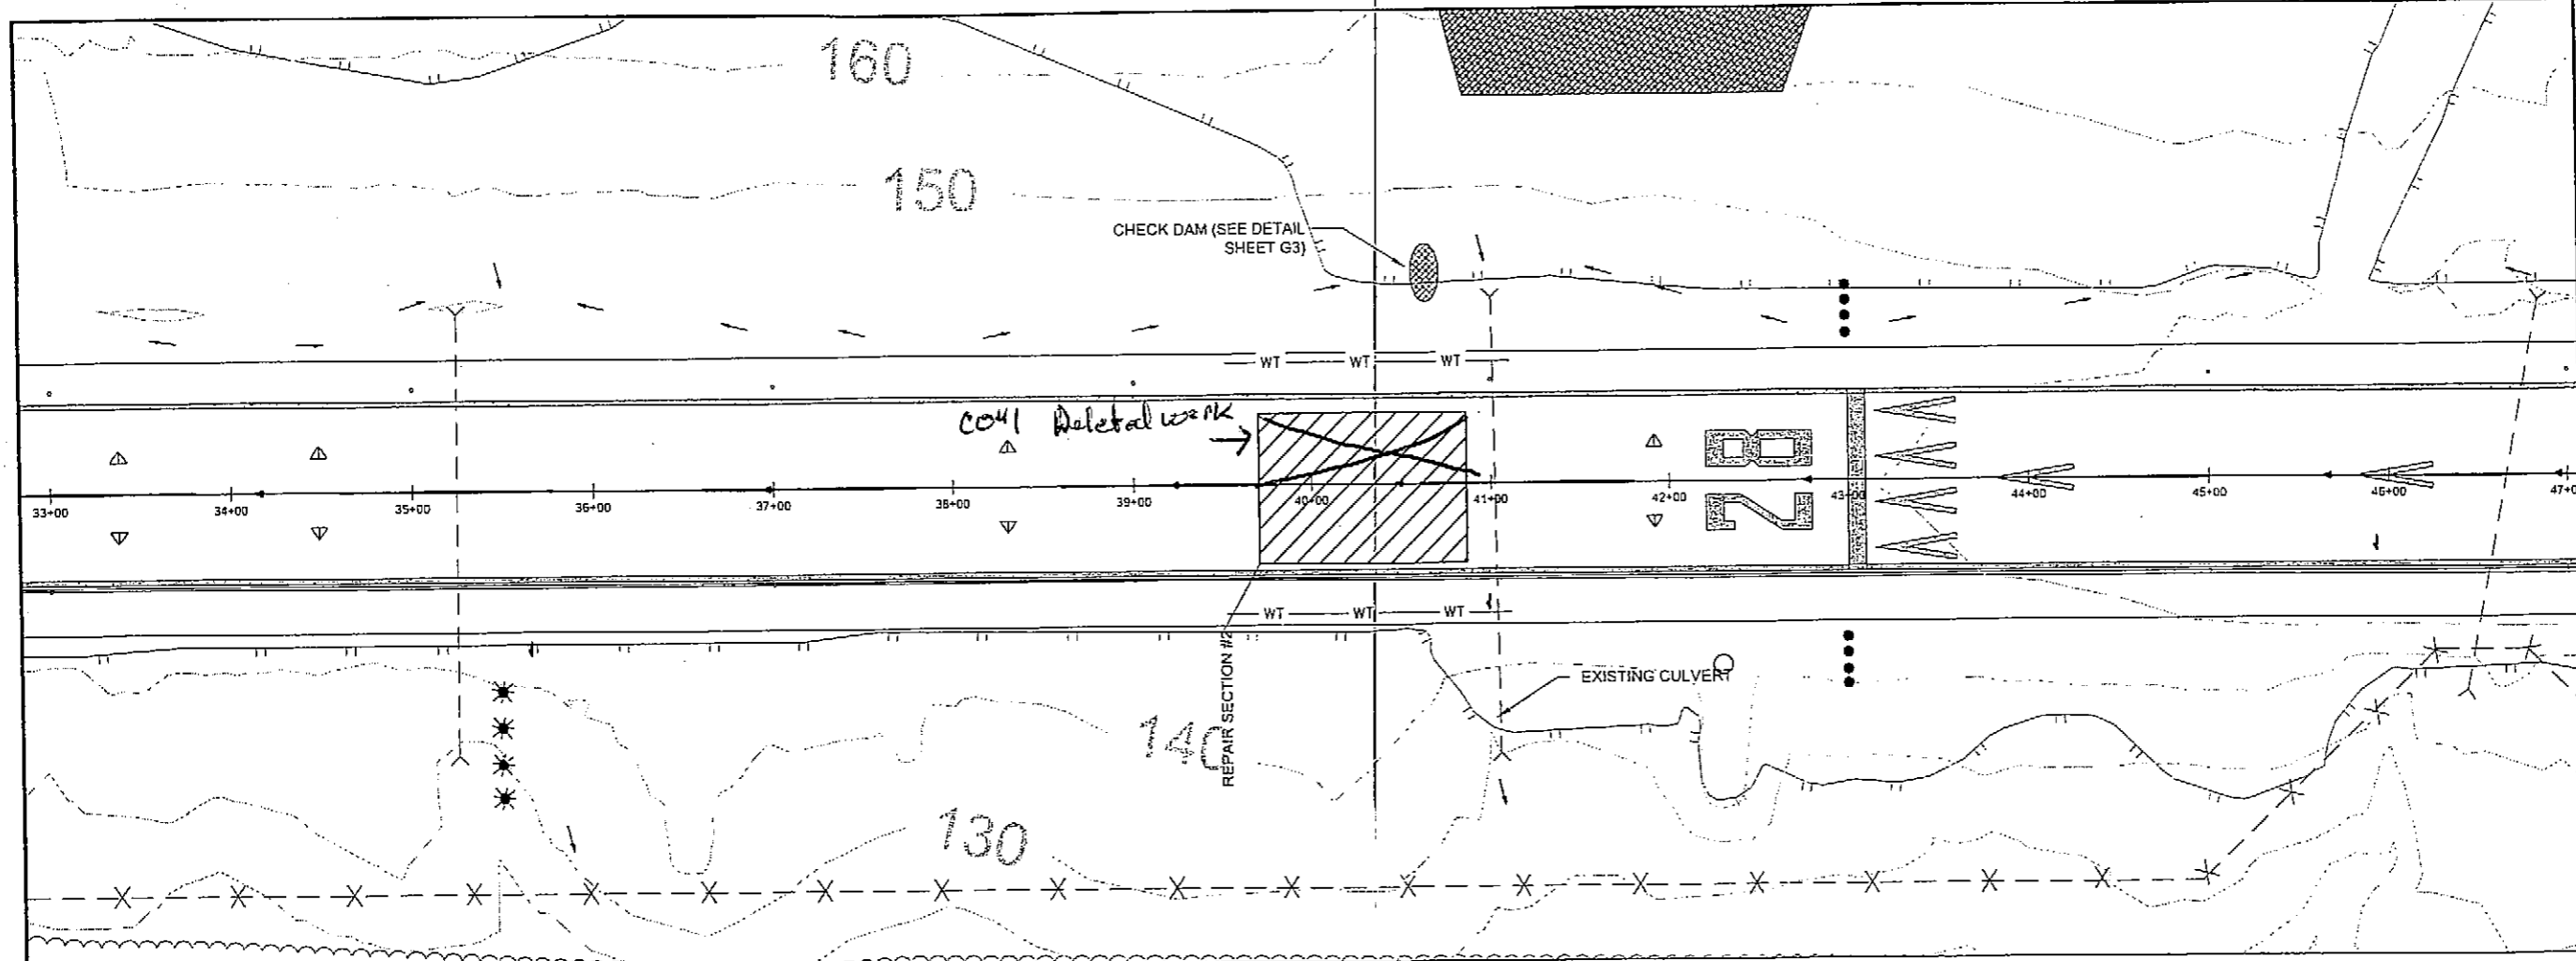 160
150
CHECK DAM (SEE DETAIL
SHEET G3)
WT WT WT
CO#1 Deleted work
28
33+00 34+00 35+00 36+00 37+00 38+00 39+00 40+00 41+00 42+00 43+00 44+00 45+00 46+00
WT WT WT
REPAIR SECTION #2
EXISTING CULVERT
140
130